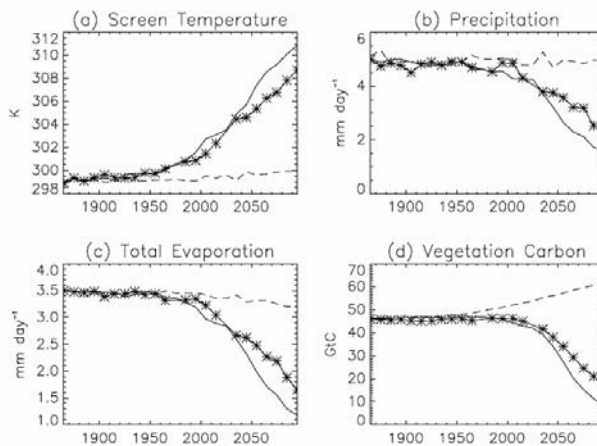 (a) Screen Temperature
312
310
308
306
304
302
300
298
K
1900 1950 2000 2050
(b) Precipitation
6
4
2
0
mm day⁻¹
1900 1950 2000 2050
(c) Total Evaporation
4.0
3.5
3.0
2.5
2.0
1.5
1.0
mm day⁻¹
1900 1950 2000 2050
(d) Vegetation Carbon
70
60
50
40
30
20
10
0
GtC
1900 1950 2000 2050